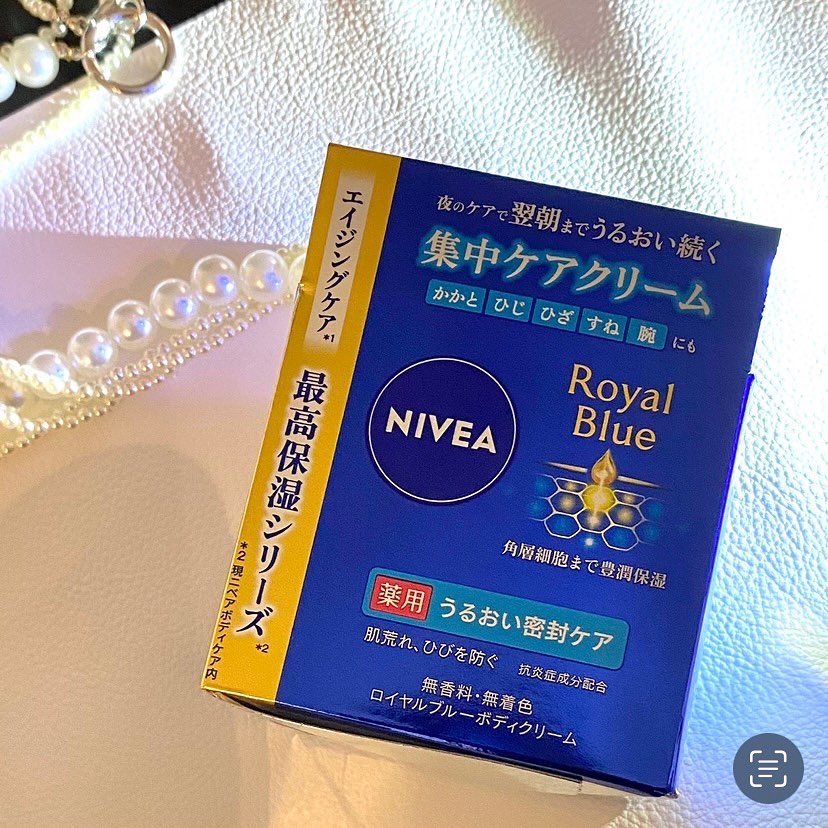 エイジングケア*1
最高保湿シリーズ*2
*2 現ニベアボディケア内
夜のケアで翌朝までうるおい続く
集中ケアクリーム
かかと ひじ ひざ すね 腕 にも
NIVEA
Royal
Blue
角層細胞まで豊潤保湿
薬用 うるおい密封ケア
肌荒れ、ひびを防ぐ 抗炎症成分配合
無香料・無着色
ロイヤルブルーボディクリーム